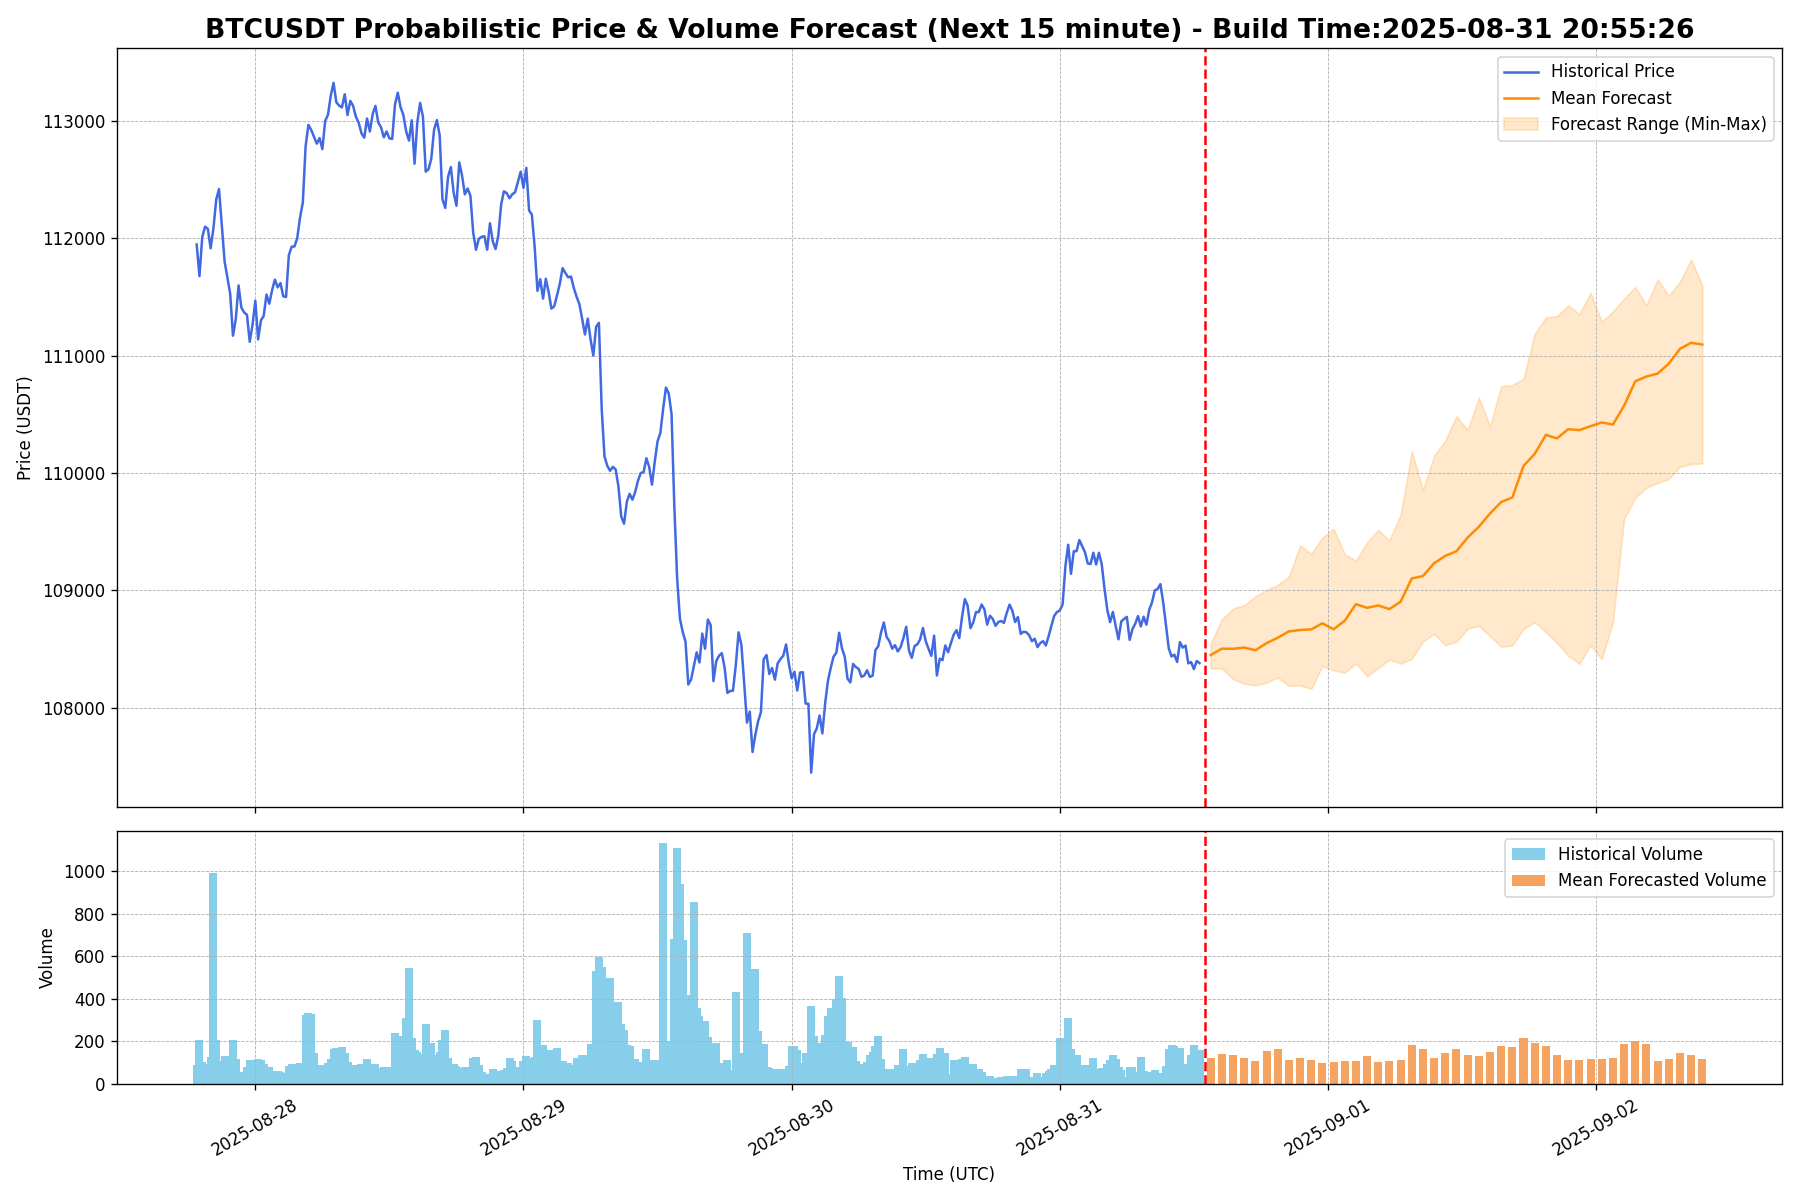 BTCUSDT Probabilistic Price & Volume Forecast (Next 15 minute) - Build Time:2025-08-31 20:55:26
Historical Price
Mean Forecast
Forecast Range (Min-Max)
113000
112000
111000
110000
109000
108000
Price (USDT)
Historical Volume
Mean Forecasted Volume
1000
800
600
400
200
0
Volume
2025-08-28
2025-08-29
2025-08-30
2025-08-31
2025-09-01
2025-09-02
Time (UTC)